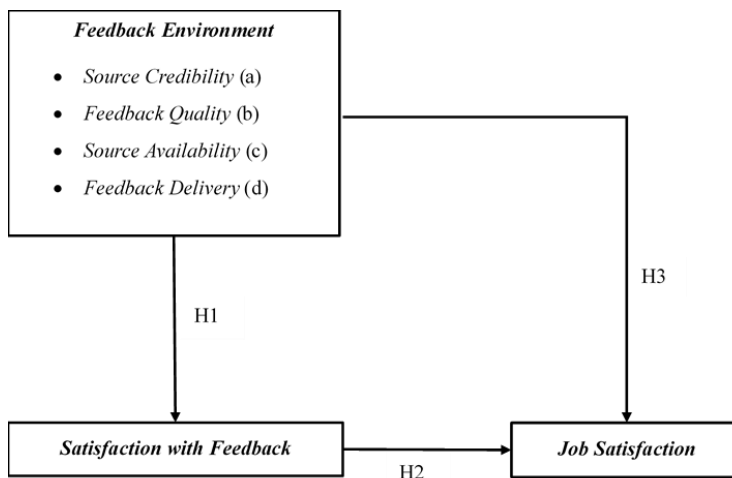 Feedback Environment
• Source Credibility (a)
• Feedback Quality (b)
• Source Availability (c)
• Feedback Delivery (d)
H3
H1
Satisfaction with Feedback
Job Satisfaction
H2